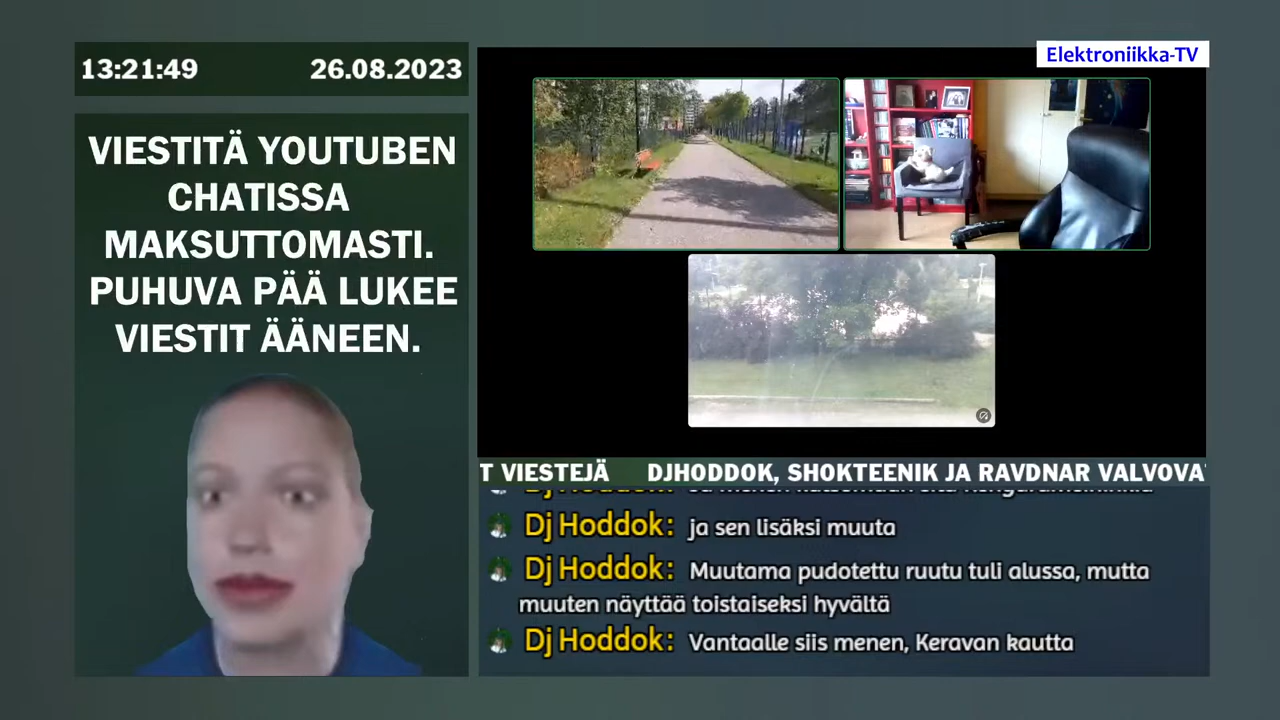 13:21:49 26.08.2023
VIESTITÄ YOUTUBEN
CHATISSA
MAKSUTTOMASTI.
PUHUVA PÄÄ LUKEE
VIESTIT ÄÄNEEN.
Elektroniikka-TV
T VIESTEJÄ DJHODDOK, SHOKTEENIK JA RAVDNAR VALVOVA
Dj Hoddok:
Dj Hoddok: ja sen lisäksi muuta
Dj Hoddok: Muutama pudotettu ruutu tuli alussa, mutta
muuten näyttää toistaiseksi hyvältä
Dj Hoddok: Vantaalle siis menen, Keravan kautta